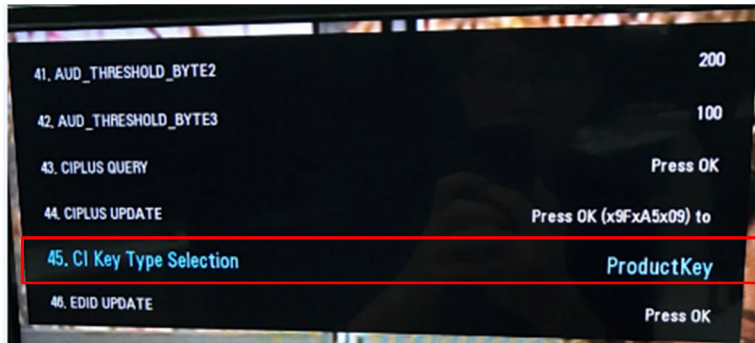 41. AUD_THRESHOLD_BYTE2 200
42. AUD_THRESHOLD_BYTE3 100
43. CIPLUS QUERY Press OK
44. CIPLUS UPDATE Press OK (x9FxA5x09) to
45. CI Key Type Selection ProductKey
46. EDID UPDATE Press OK